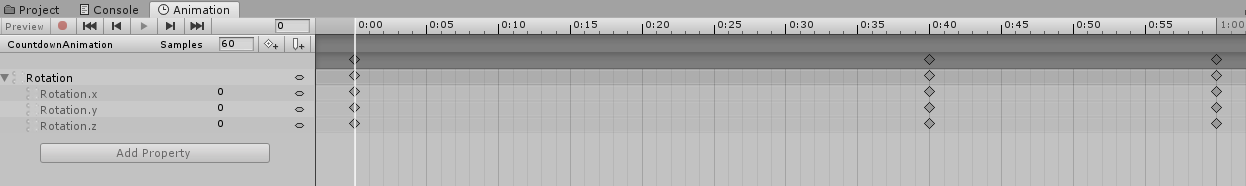 Project Console Animation
Preview 0 0:00 0:05 0:10 0:15 0:20 0:25 0:30 0:35 0:40 0:45 0:50 0:55 1:00
CountdownAnimation Samples 60
Rotation
Rotation.x 0
Rotation.y 0
Rotation.z 0
Add Property